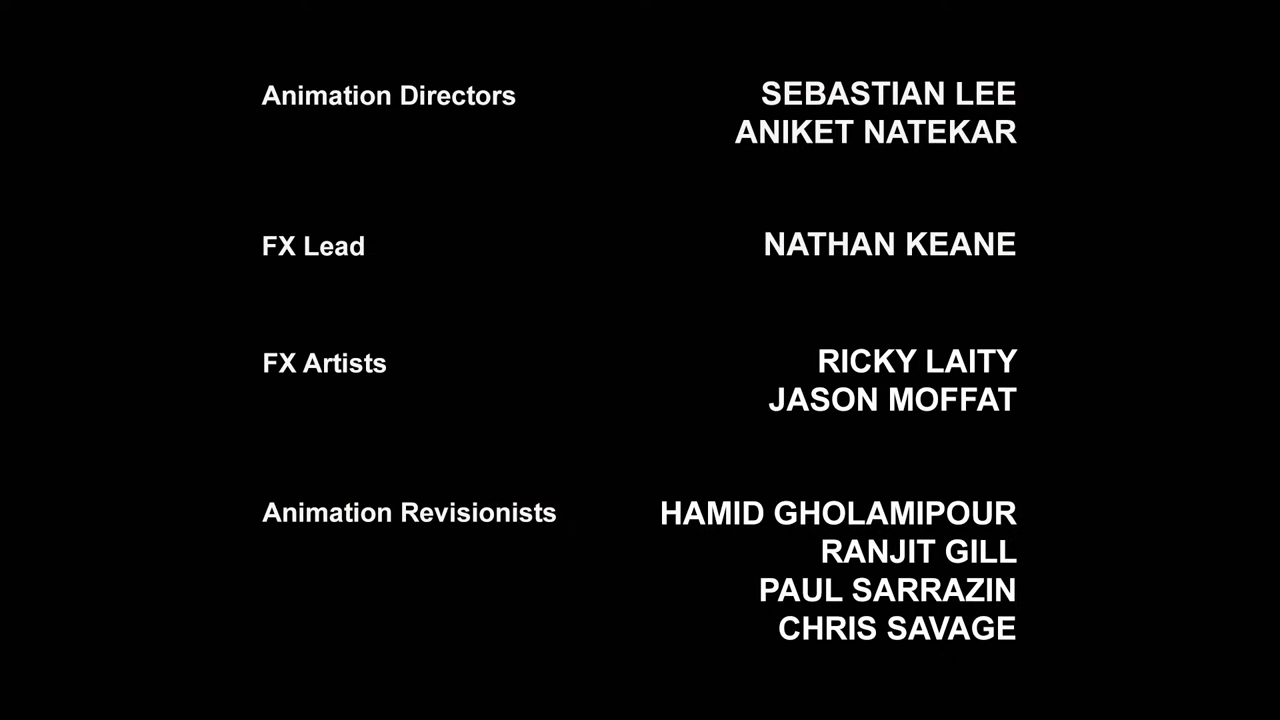 Animation Directors SEBASTIAN LEE
ANIKET NATEKAR
FX Lead NATHAN KEANE
FX Artists RICKY LAITY
JASON MOFFAT
Animation Revisionists HAMID GHOLAMIPOUR
RANJIT GILL
PAUL SARRAZIN
CHRIS SAVAGE